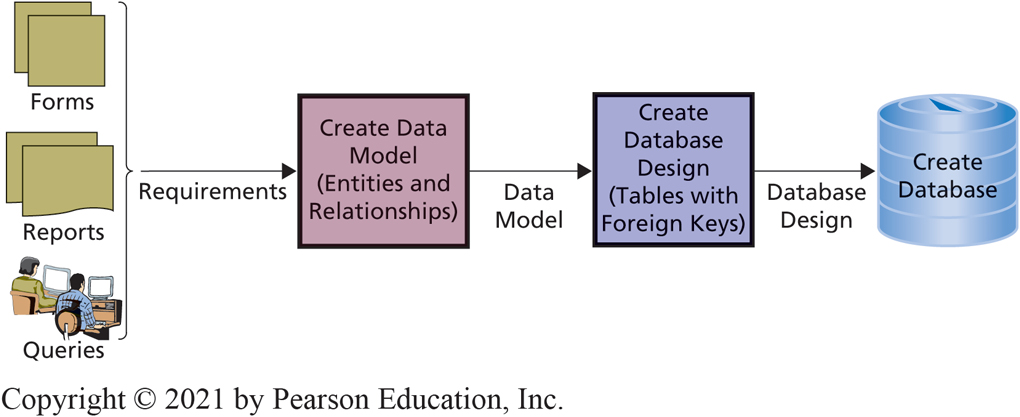 Forms
Reports
Queries
Requirements
Create Data
Model
(Entities and
Relationships)
Data
Model
Create
Database
Design
(Tables with
Foreign Keys)
Database
Design
Create
Database
Copyright © 2021 by Pearson Education, Inc.